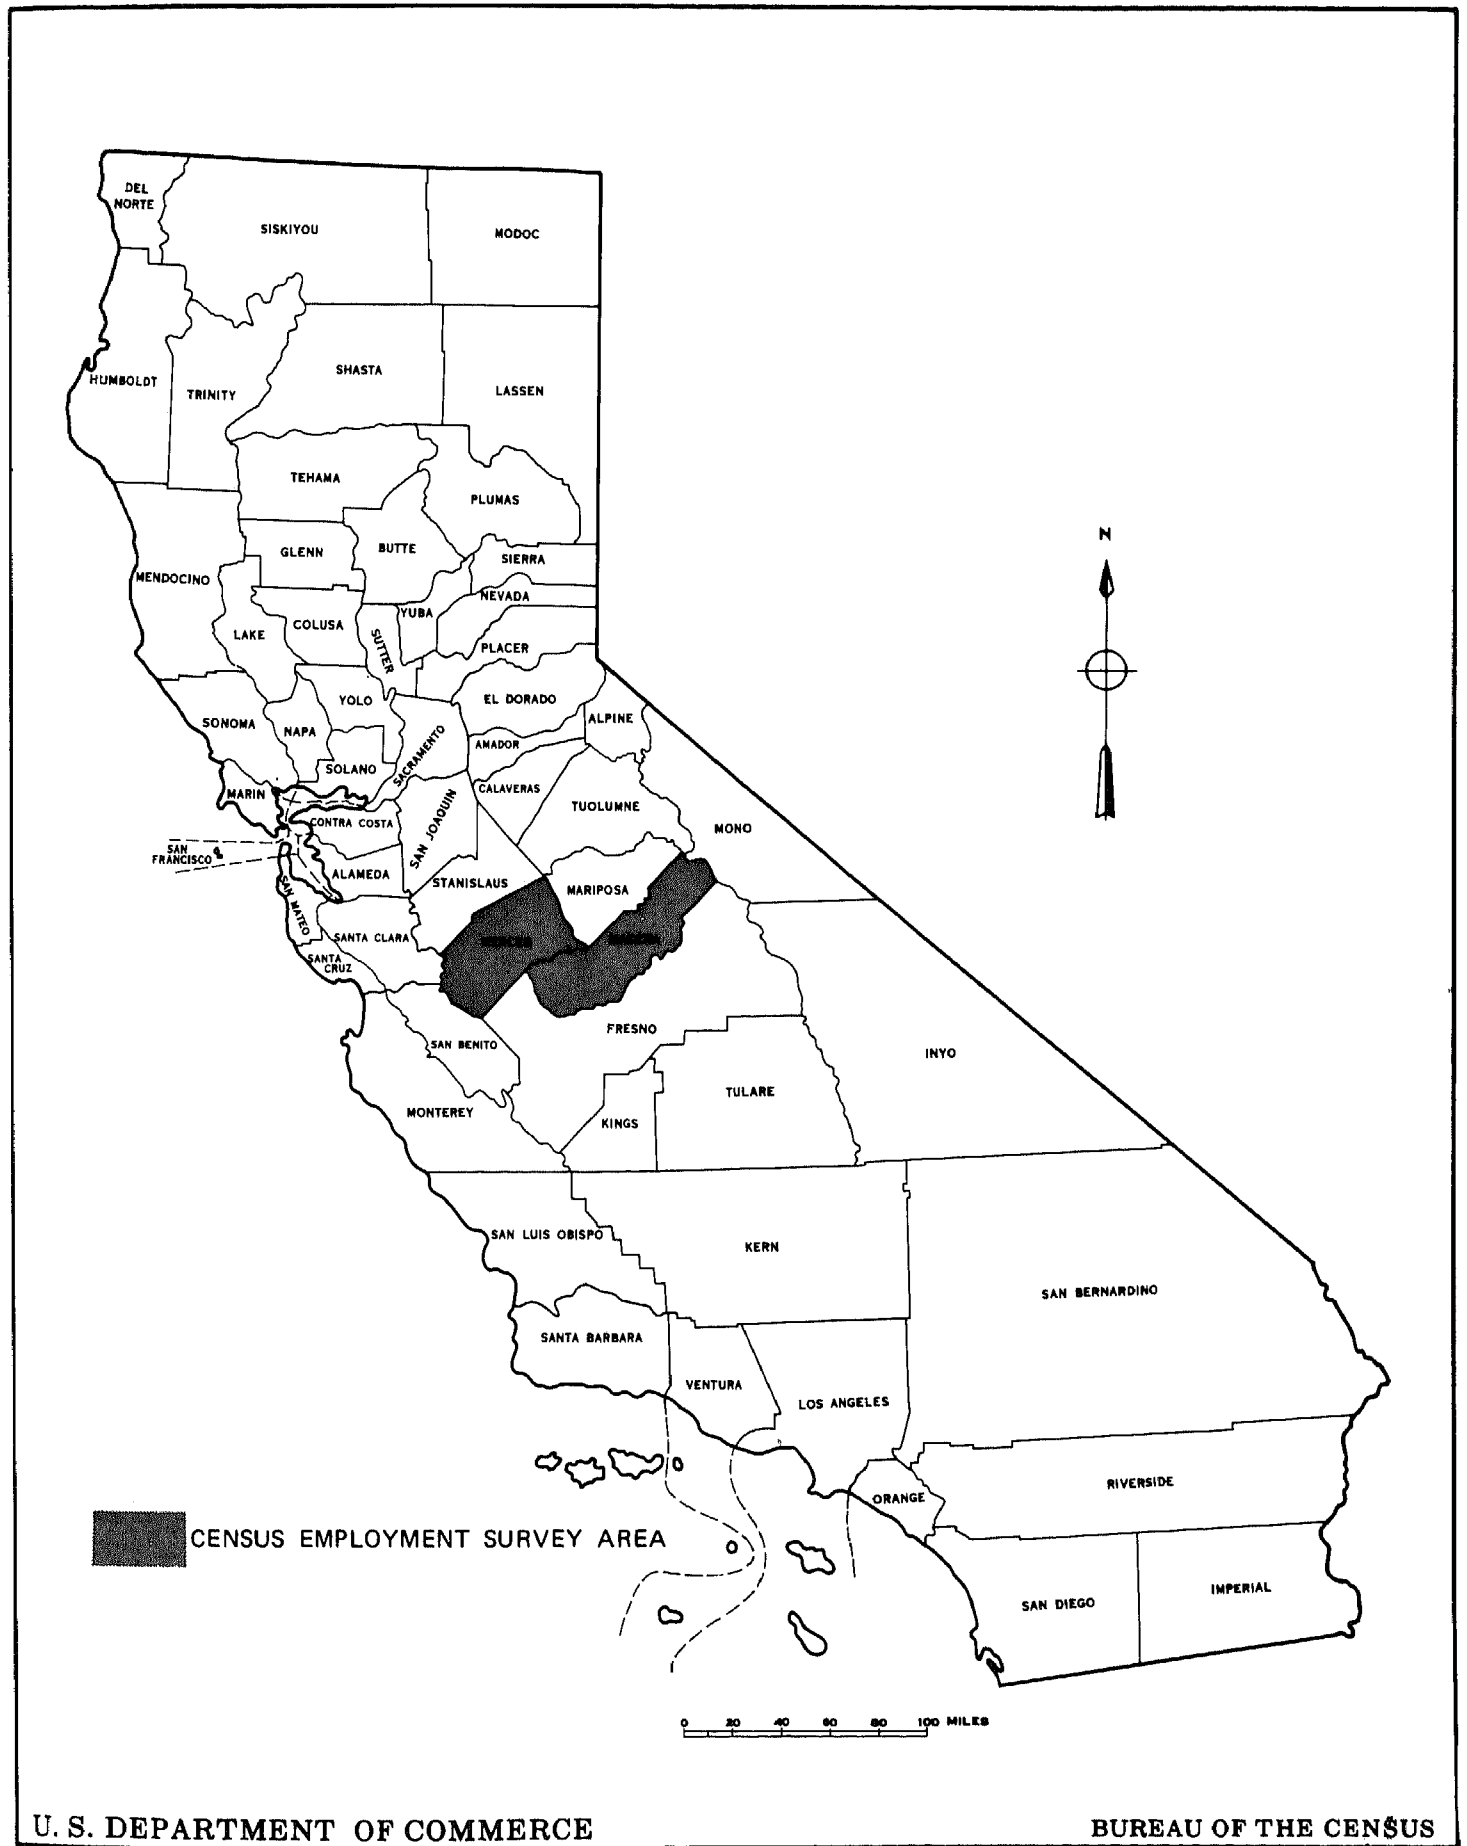 DEL
NORTE
SISKIYOU
MODOC
HUMBOLDT
TRINITY
SHASTA
LASSEN
TEHAMA
PLUMAS
GLENN
BUTTE
SIERRA
MENDOCINO
NEVADA
YUBA
COLUSA
LAKE
SUTTER
PLACER
YOLO
EL DORADO
SONOMA
NAPA
ALPINE
SACRAMENTO
AMADOR
SOLANO
CALAVERAS
MARIN
TUOLUMNE
CONTRA COSTA
SAN JOAQUIN
MONO
SAN
FRANCISCO
ALAMEDA
STANISLAUS
MARIPOSA
SAN MATEO
SANTA CLARA
MERCED
MADERA
SANTA
CRUZ
FRESNO
SAN BENITO
INYO
TULARE
MONTEREY
KINGS
SAN LUIS OBISPO
KERN
SAN BERNARDINO
SANTA BARBARA
VENTURA
LOS ANGELES
RIVERSIDE
ORANGE
SAN DIEGO
IMPERIAL
N
CENSUS EMPLOYMENT SURVEY AREA
0 20 40 60 80 100 MILES
U. S. DEPARTMENT OF COMMERCE
BUREAU OF THE CENSUS